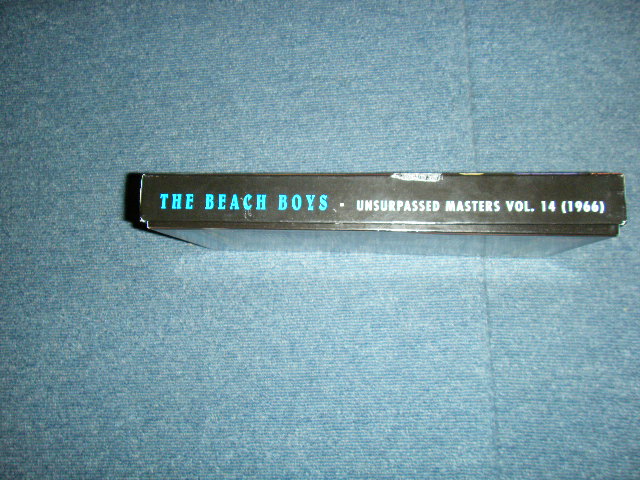 THE BEACH BOYS - UNSURPASSED MASTERS VOL. 14 (1966)